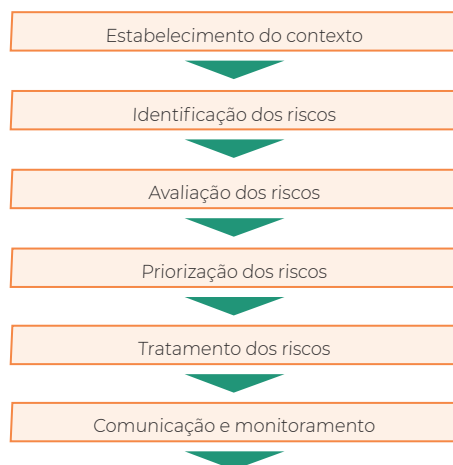 Estabelecimento do contexto
Identificação dos riscos
Avaliação dos riscos
Priorização dos riscos
Tratamento dos riscos
Comunicação e monitoramento